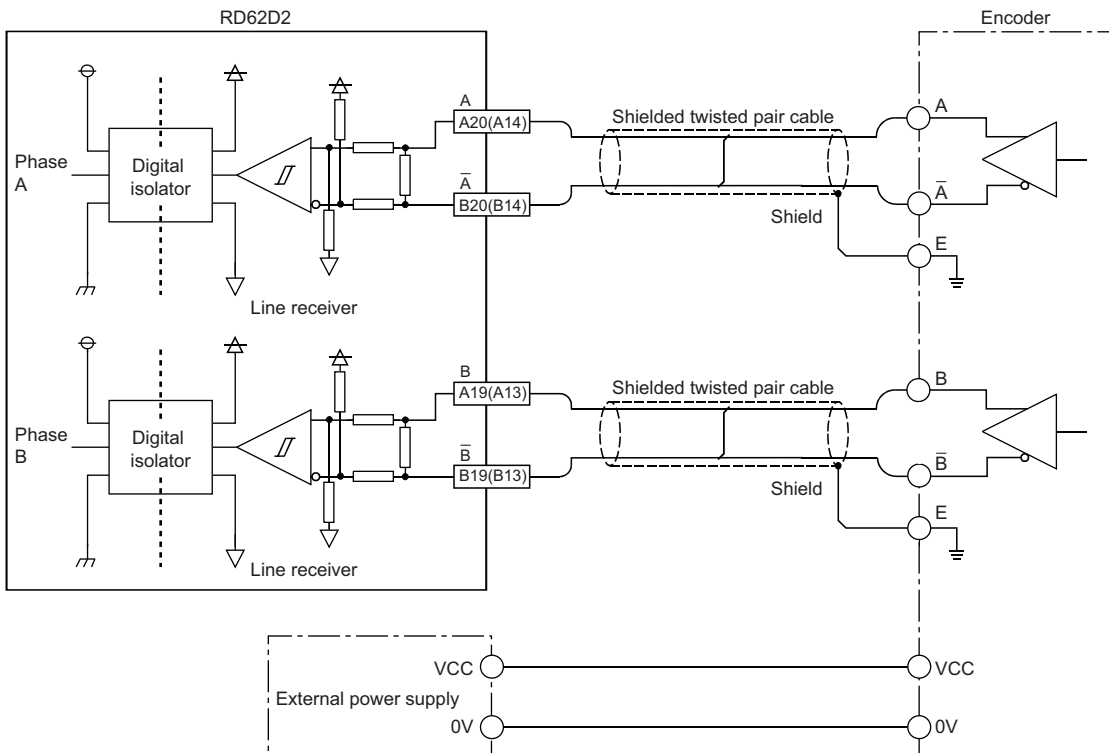 RD62D2
Encoder
Phase
A
Digital
isolator
A
A20(A14)
A̅
B20(B14)
Line receiver
Shielded twisted pair cable
Shield
A
A̅
E
Phase
B
Digital
isolator
B
A19(A13)
B̅
B19(B13)
Line receiver
Shielded twisted pair cable
Shield
B
B̅
E
External power supply
VCC
VCC
0V
0V